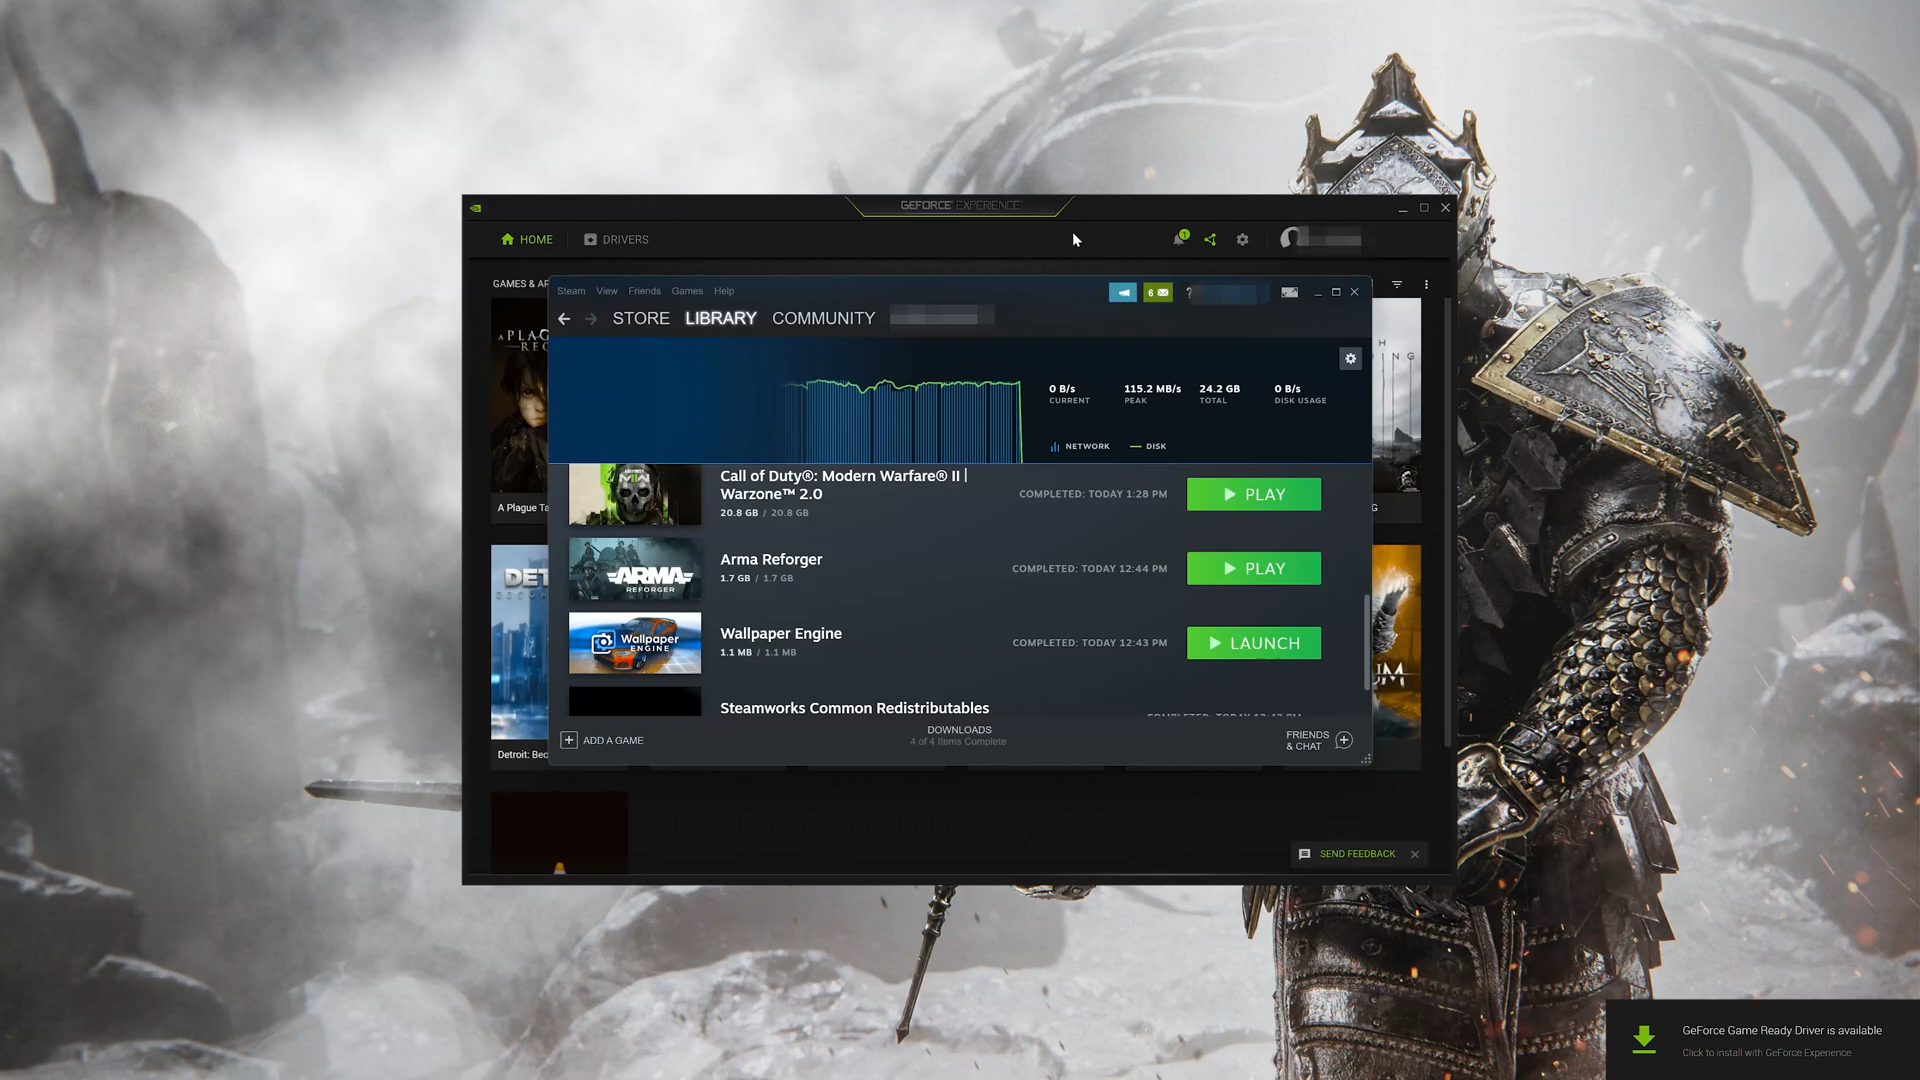 GEFORCE EXPERIENCE
HOME
DRIVERS
1
GAMES & AP
A PLAG
REC
A Plague Ta
DET
Detroit: Bec
Steam View Friends Games Help
6
?
STORE LIBRARY COMMUNITY
0 B/s
CURRENT
115.2 MB/s
PEAK
24.2 GB
TOTAL
0 B/s
DISK USAGE
NETWORK
DISK
Call of Duty®: Modern Warfare® II |
Warzone™ 2.0
20.8 GB / 20.8 GB
COMPLETED: TODAY 1:28 PM
PLAY
ARMA
REFORGER
Arma Reforger
1.7 GB / 1.7 GB
COMPLETED: TODAY 12:44 PM
PLAY
Wallpaper
ENGINE
Wallpaper Engine
1.1 MB / 1.1 MB
COMPLETED: TODAY 12:43 PM
LAUNCH
Steamworks Common Redistributables
ADD A GAME
DOWNLOADS
4 of 4 Items Complete
FRIENDS
& CHAT
SEND FEEDBACK
GeForce Game Ready Driver is available
Click to install with GeForce Experience